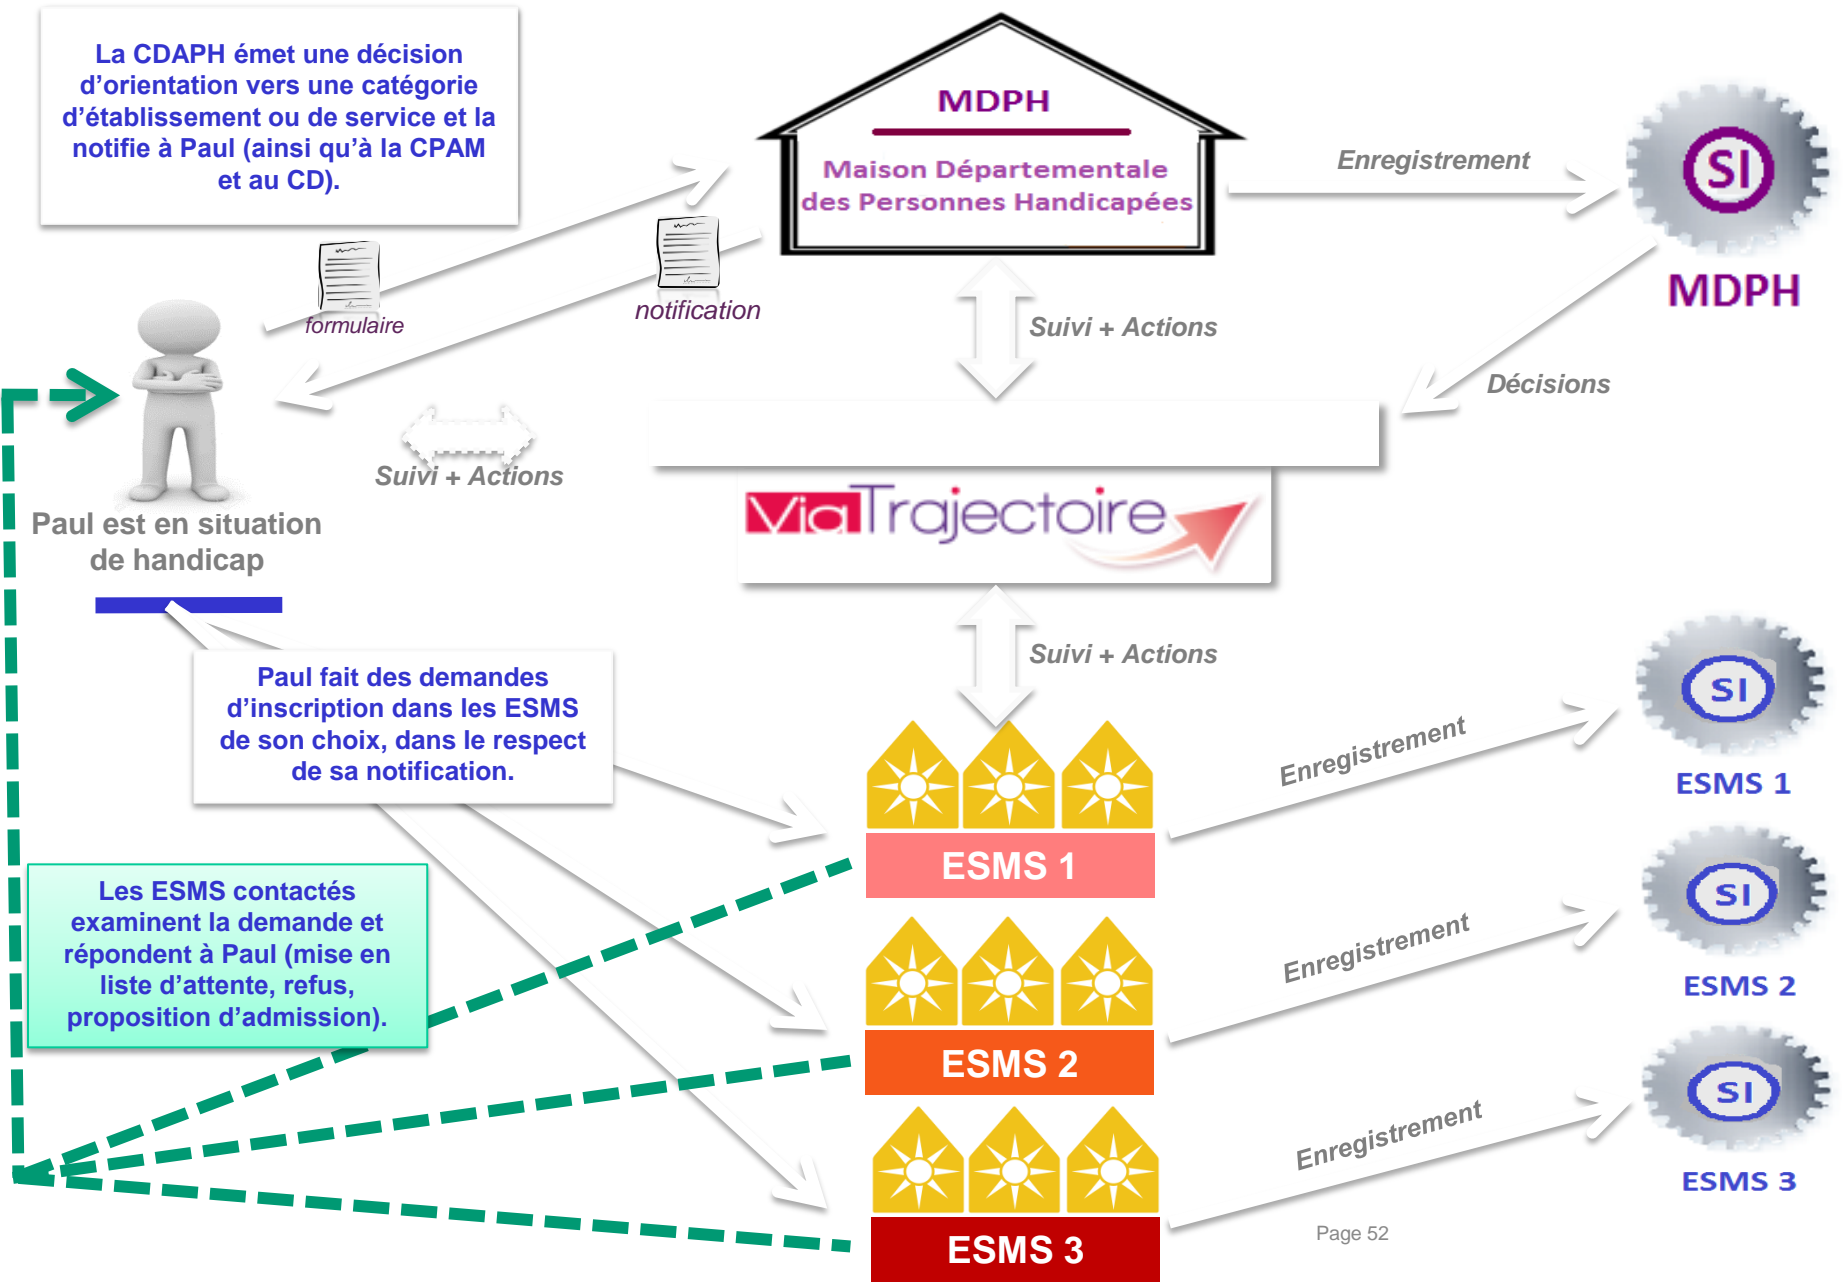 La CDAPH émet une décision
d’orientation vers une catégorie
d’établissement ou de service et la
notifie à Paul (ainsi qu’à la CPAM
et au CD).
MDPH
Maison Départementale
des Personnes Handicapées
Enregistrement
SI
MDPH
formulaire
notification
Suivi + Actions
Décisions
Suivi + Actions
Paul est en situation
de handicap
ViaTrajectoire
Suivi + Actions
Paul fait des demandes
d’inscription dans les ESMS
de son choix, dans le respect
de sa notification.
Enregistrement
SI
ESMS 1
ESMS 1
Les ESMS contactés
examinent la demande et
répondent à Paul (mise en
liste d’attente, refus,
proposition d’admission).
Enregistrement
SI
ESMS 2
ESMS 2
Enregistrement
SI
ESMS 3
ESMS 3
Page 52